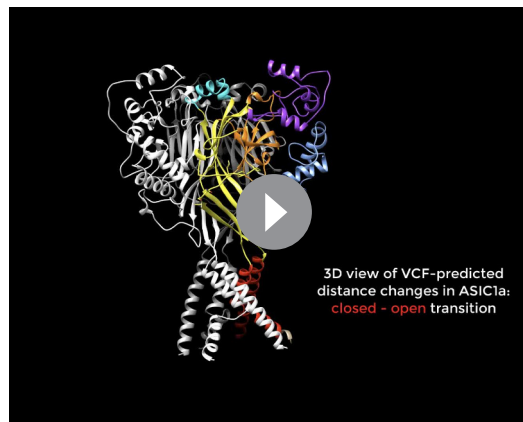 3D view of VCF-predicted
distance changes in ASIC1a:
closed - open transition